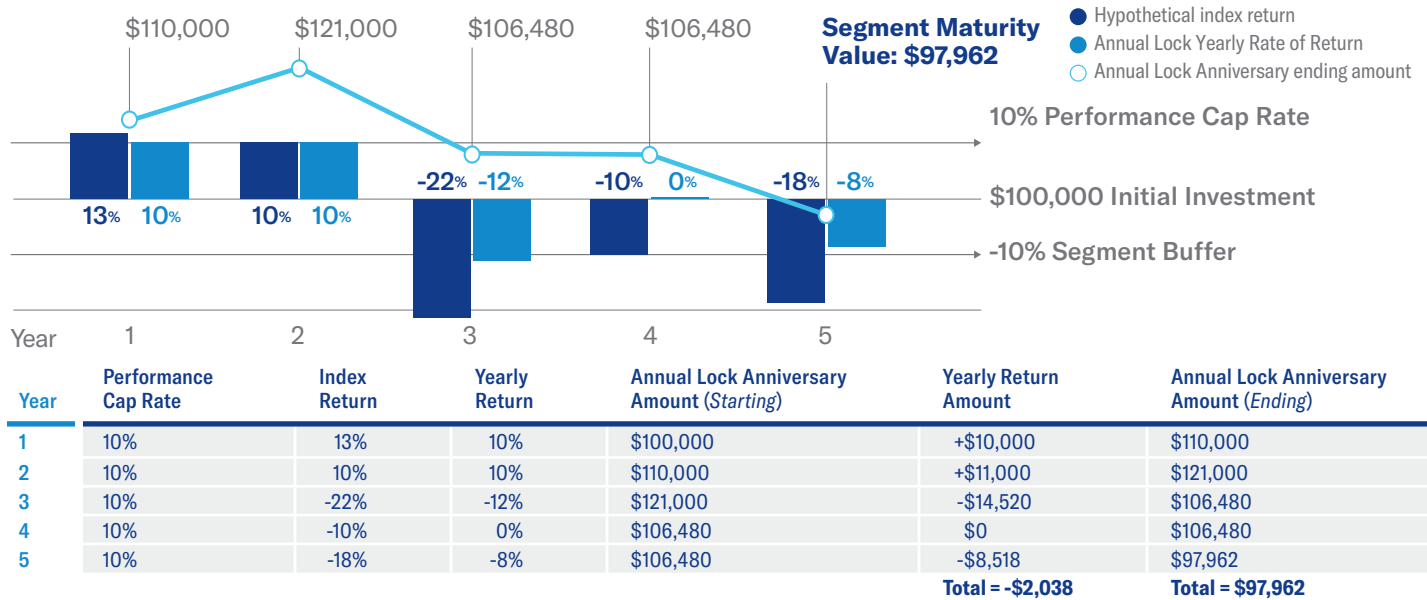 $110,000 $121,000 $106,480 $106,480
Segment Maturity
Value: $97,962
Hypothetical index return
Annual Lock Yearly Rate of Return
Annual Lock Anniversary ending amount
10% Performance Cap Rate
-22% -12% -10% 0% -18% -8%
$100,000 Initial Investment
13% 10% 10% 10%
-10% Segment Buffer
Year 1 2 3 4 5
Year Performance Cap Rate Index Return Yearly Return Annual Lock Anniversary Amount (Starting) Yearly Return Amount Annual Lock Anniversary Amount (Ending)
1 10% 13% 10% $100,000 +$10,000 $110,000
2 10% 10% 10% $110,000 +$11,000 $121,000
3 10% -22% -12% $121,000 -$14,520 $106,480
4 10% -10% 0% $106,480 $0 $106,480
5 10% -18% -8% $106,480 -$8,518 $97,962
Total = -$2,038 Total = $97,962